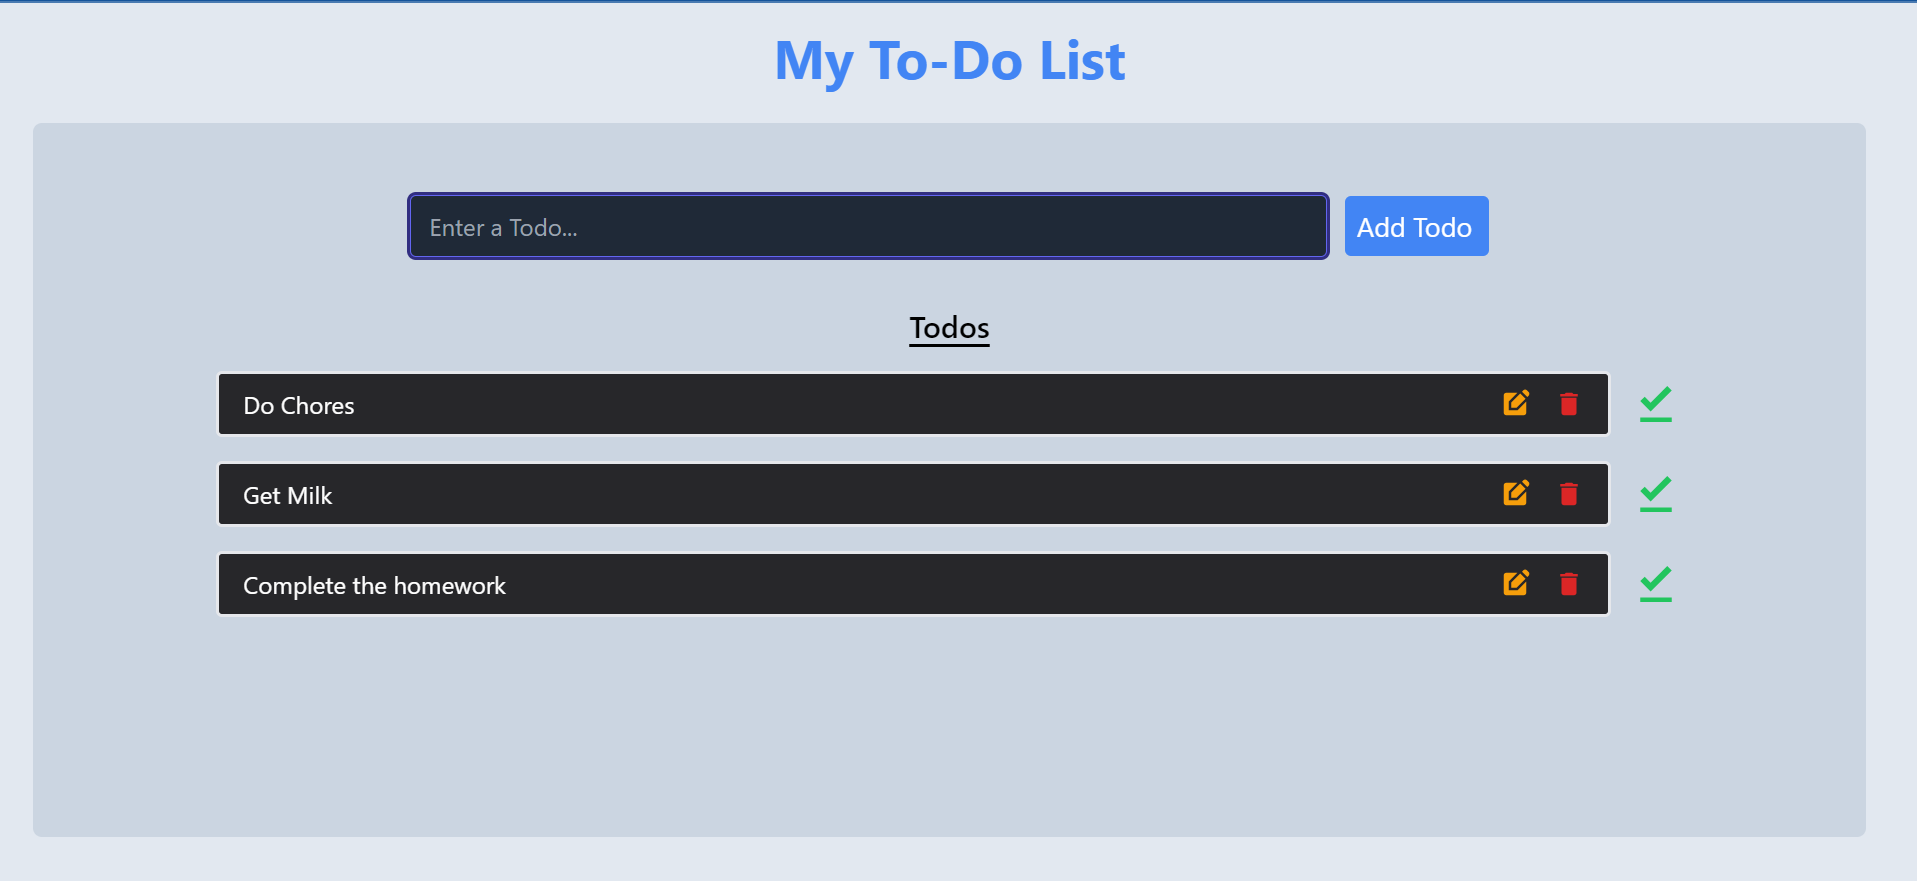 My To-Do List
Enter a Todo...
Add Todo
Todos
Do Chores
Get Milk
Complete the homework